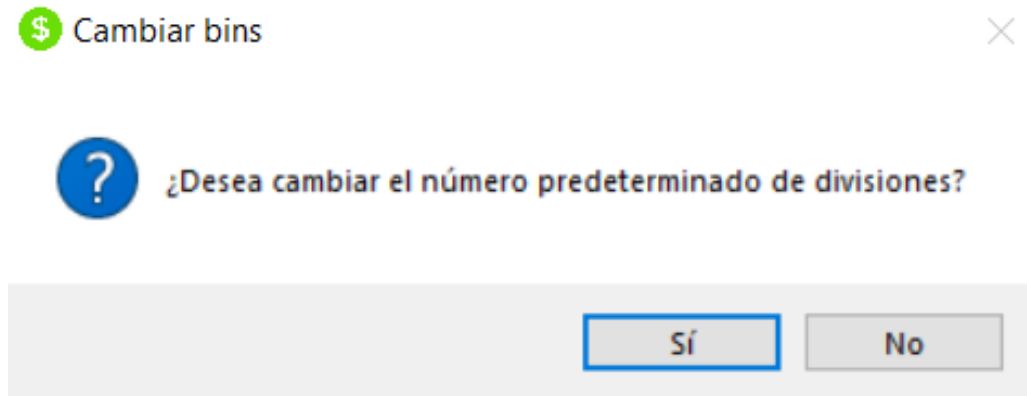 $ Cambiar bins
? ¿Desea cambiar el número predeterminado de divisiones?
Sí No